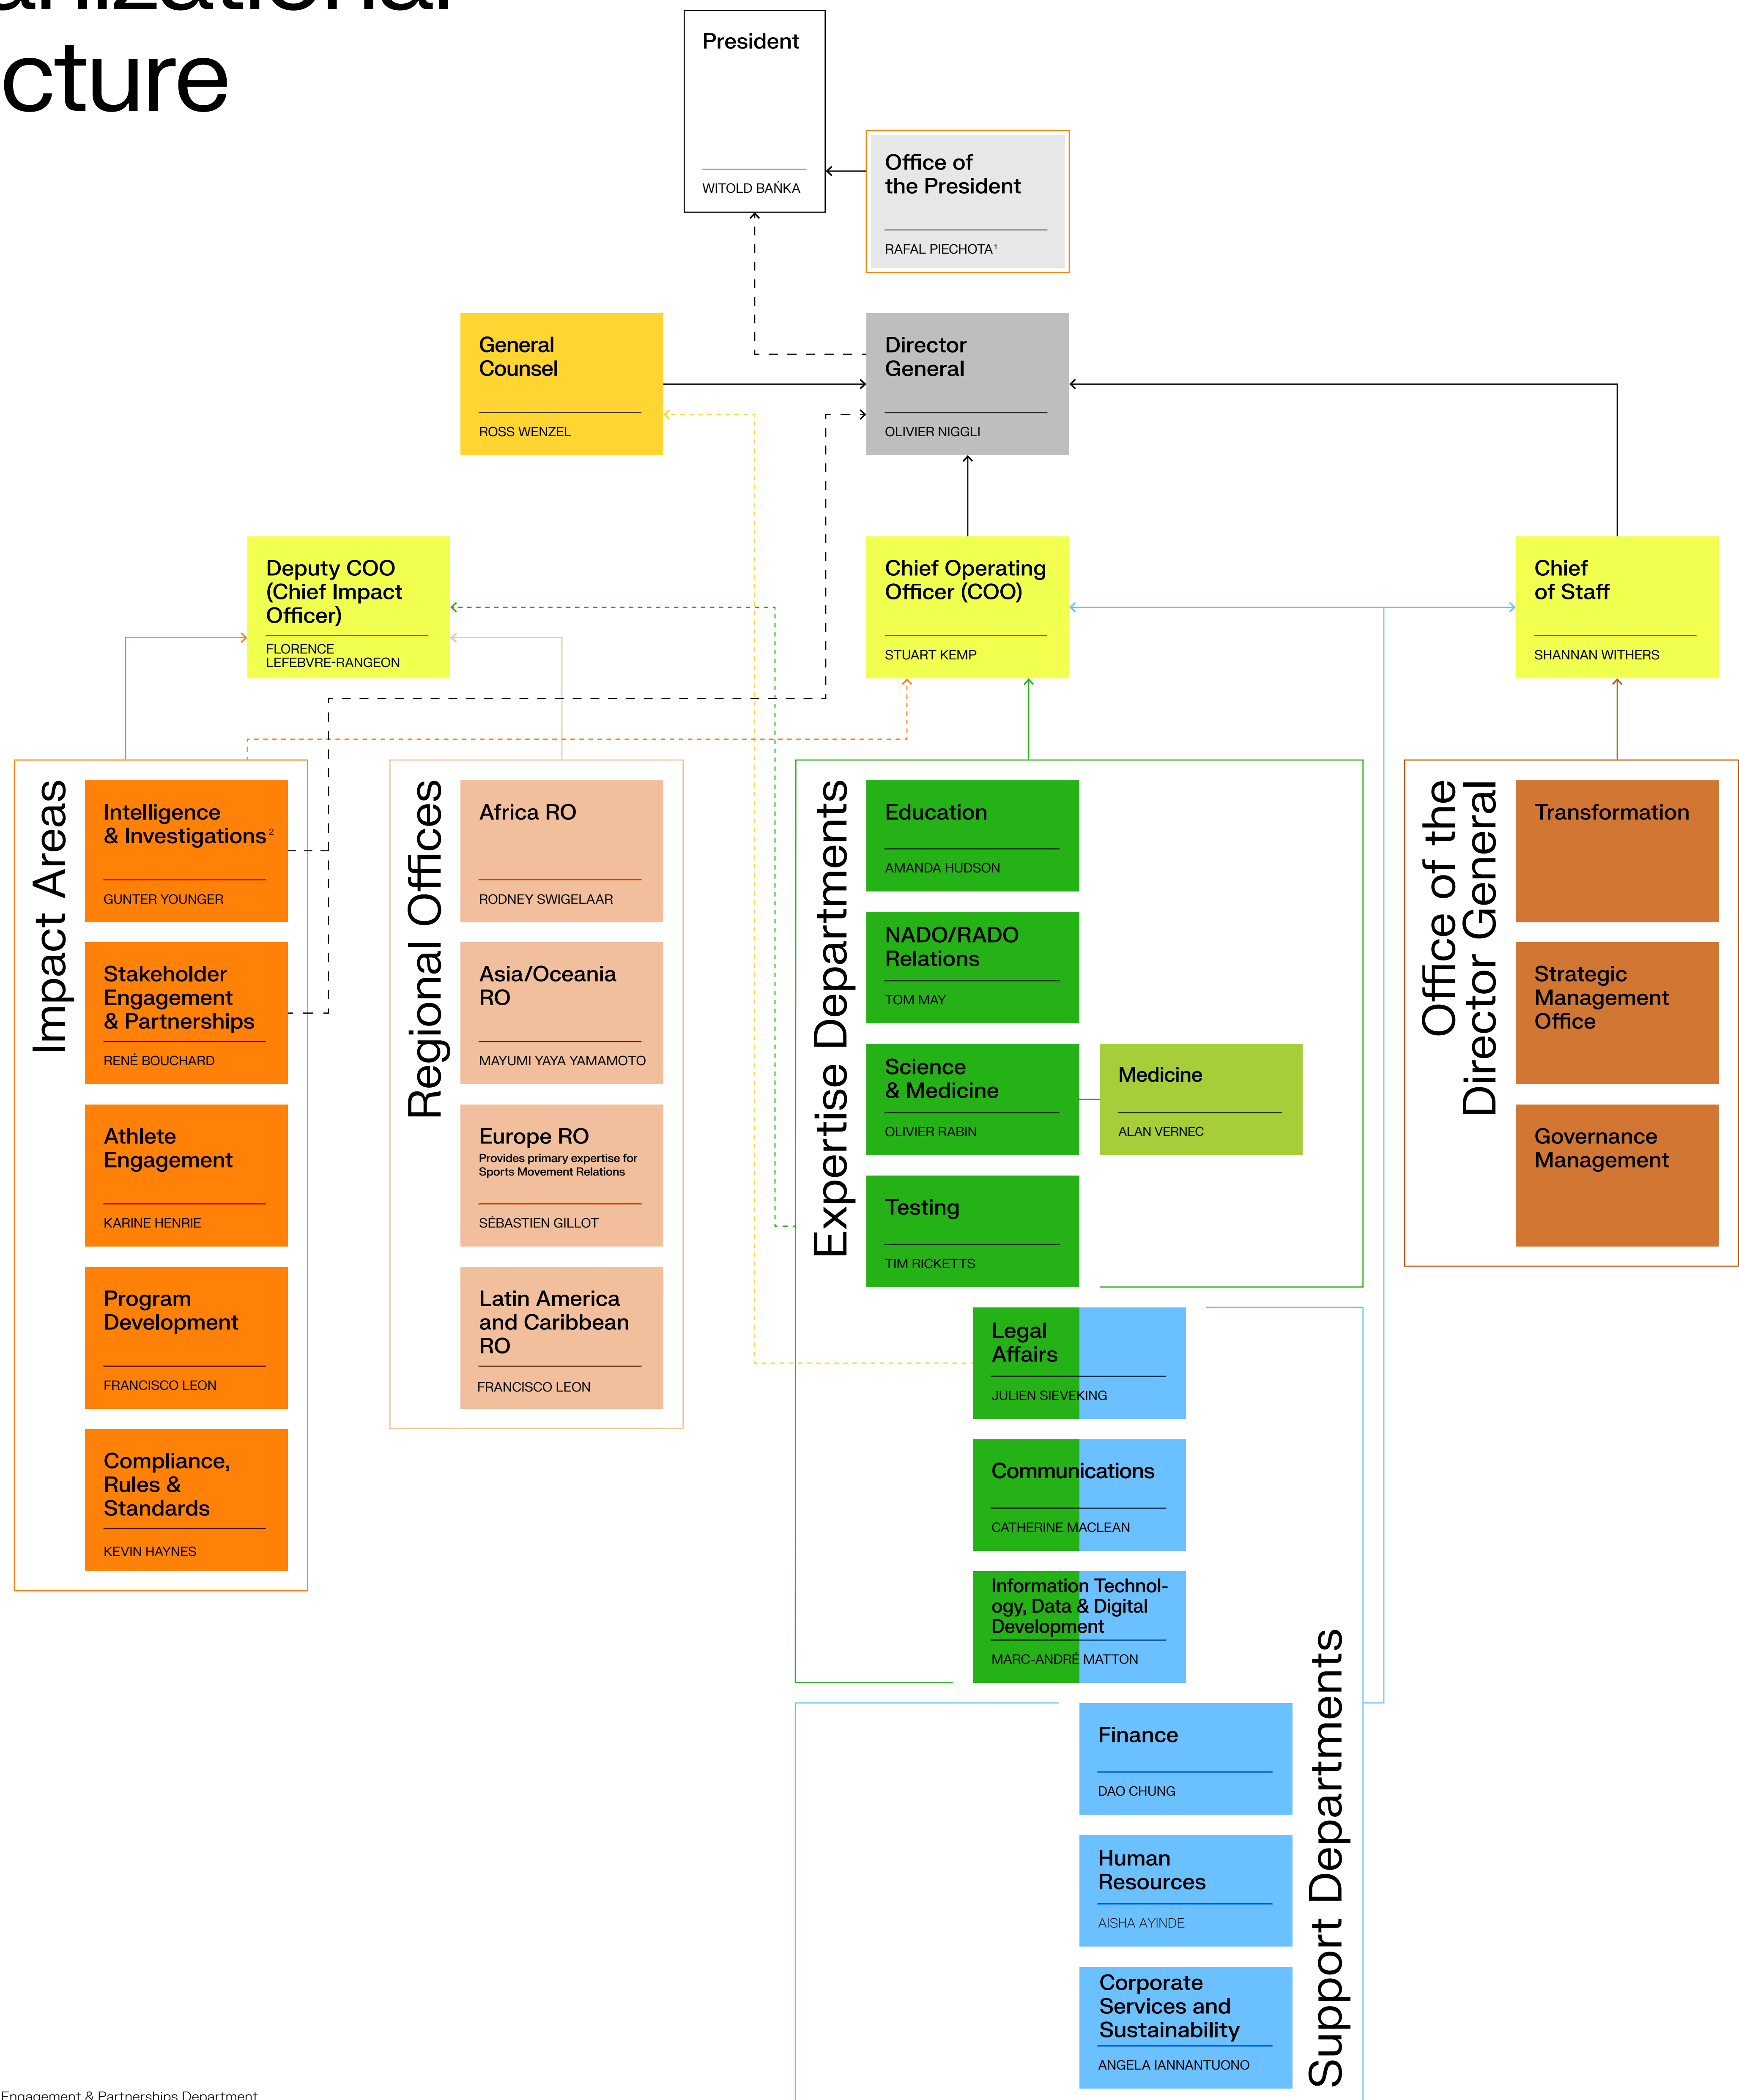 cture
President
WITOLD BAŃKA
Office of
the President
RAFAL PIECHOTA¹
General
Counsel
ROSS WENZEL
Director
General
OLIVIER NIGGLI
Deputy COO
(Chief Impact
Officer)
FLORENCE
LEFEBVRE-RANGEON
Chief Operating
Officer (COO)
STUART KEMP
Chief
of Staff
SHANNAN WITHERS
Impact Areas
Intelligence
& Investigations²
GUNTER YOUNGER
Stakeholder
Engagement
& Partnerships
RENÉ BOUCHARD
Athlete
Engagement
KARINE HENRIE
Program
Development
FRANCISCO LEON
Compliance,
Rules &
Standards
KEVIN HAYNES
Regional Offices
Africa RO
RODNEY SWIGELAAR
Asia/Oceania
RO
MAYUMI YAYA YAMAMOTO
Europe RO
Provides primary expertise for
Sports Movement Relations
SÉBASTIEN GILLOT
Latin America
and Caribbean
RO
FRANCISCO LEON
Expertise Departments
Education
AMANDA HUDSON
NADO/RADO
Relations
TOM MAY
Science
& Medicine
OLIVIER RABIN
Medicine
ALAN VERNEC
Testing
TIM RICKETTS
Legal
Affairs
JULIEN SIEVEKING
Communications
CATHERINE MACLEAN
Information Technol-
ogy, Data & Digital
Development
MARC-ANDRÉ MATTON
Support Departments
Finance
DAO CHUNG
Human
Resources
AISHA AYINDE
Corporate
Services and
Sustainability
ANGELA IANNANTUONO
Office of the
Director General
Transformation
Strategic
Management
Office
Governance
Management
Engagement & Partnerships Department